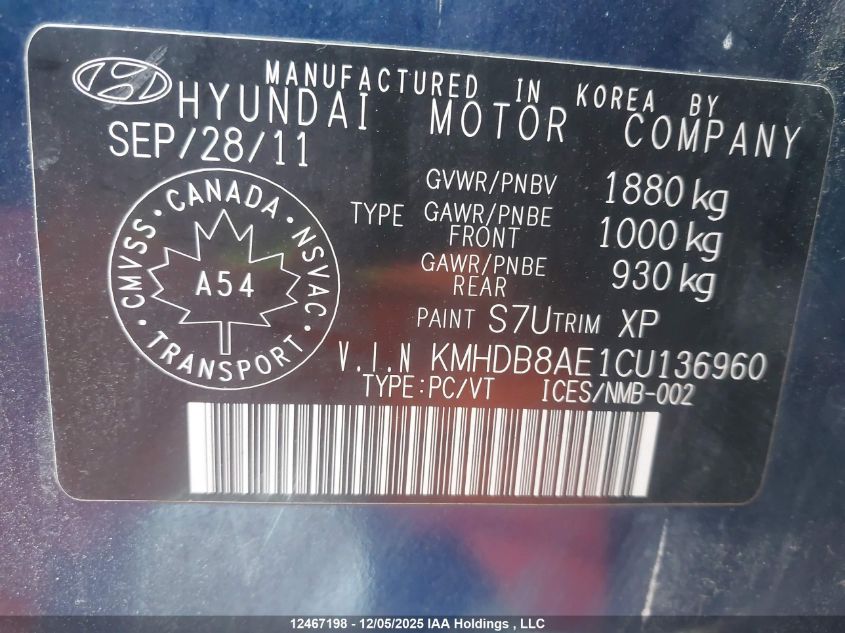 MANUFACTURED IN KOREA BY
HYUNDAI MOTOR COMPANY
SEP/28/11
GVWR/PNBV 1880 kg
TYPE GAWR/PNBE FRONT 1000 kg
GAWR/PNBE REAR 930 kg
PAINT S7U TRIM XP
V.I.N KMHDB8AE1CU136960
TYPE:PC/VT ICES/NMB-002
CMVSS · CANADA · NSVAC · TRANSPORT ·
A54
12467198 - 12/05/2025 IAA Holdings , LLC